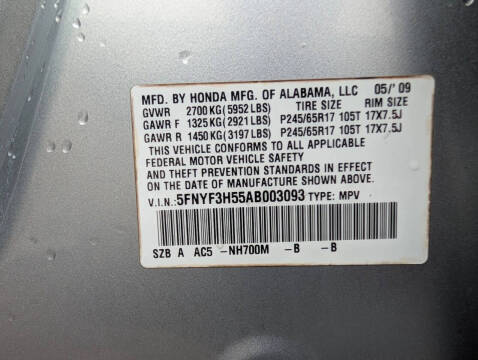 MFD. BY HONDA MFG. OF ALABAMA, LLC 05/'09
GVWR 2700 KG(5952 LBS) TIRE SIZE RIM SIZE
GAWR F 1325 KG(2921 LBS) P245/65R17 105T 17X7.5J
GAWR R 1450 KG(3197 LBS) P245/65R17 105T 17X7.5J
THIS VEHICLE CONFORMS TO ALL APPLICABLE
FEDERAL MOTOR VEHICLE SAFETY
AND THEFT PREVENTION STANDARDS IN EFFECT
ON THE DATE OF MANUFACTURE SHOWN ABOVE.
V.I.N.: 5FNYF3H55AB003093 TYPE: MPV
SZB A AC5 -NH700M -B -B